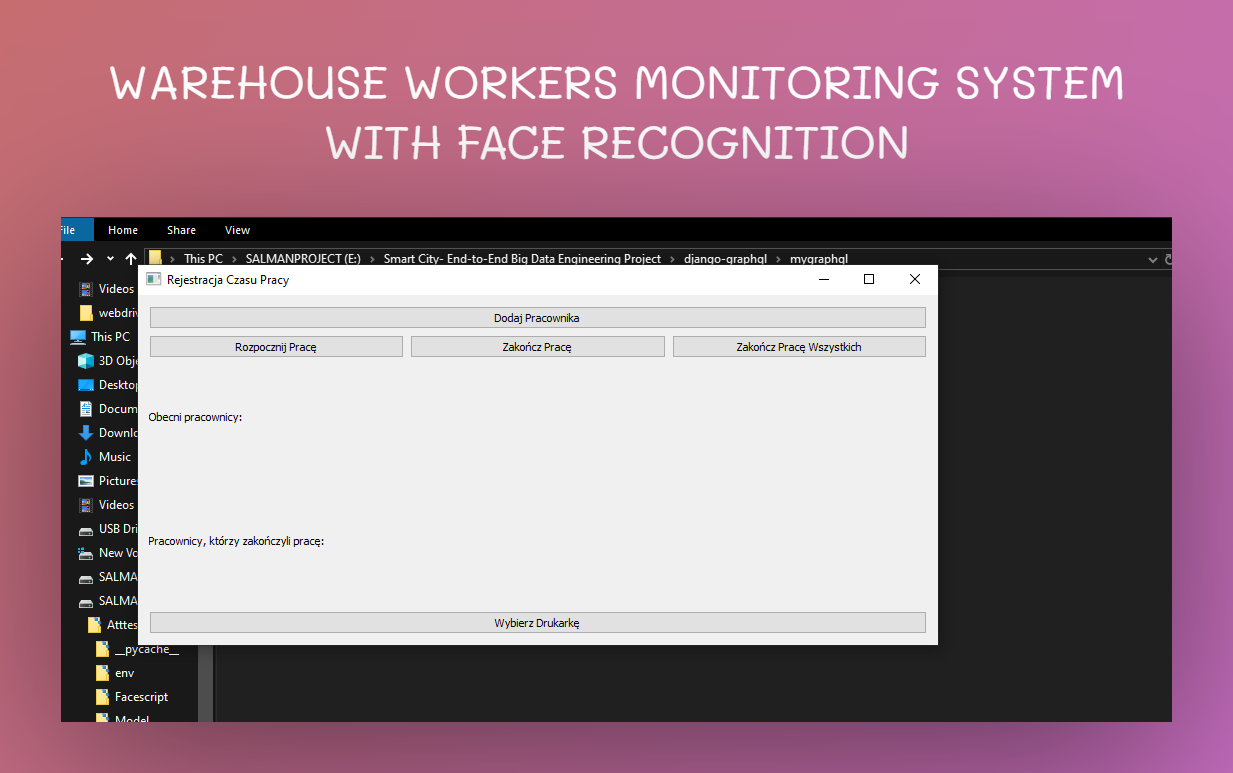 WAREHOUSE WORKERS MONITORING SYSTEM
WITH FACE RECOGNITION
File Home Share View
This PC > SALMANPROJECT (E:) > Smart City- End-to-End Big Data Engineering Project > django-graphql > mygraphql
Rejestracja Czasu Pracy
Dodaj Pracownika
Rozpocznij Pracę Zakończ Pracę Zakończ Pracę Wszystkich
Obecni pracownicy:
Pracownicy, którzy zakończyli pracę:
Wybierz Drukarkę
Videos
webdriv
This PC
3D Obje
Desktop
Docum
Downlo
Music
Picture
Videos
USB Dri
New Vo
SALMA
SALMA
Atttes
__pycache__
env
Facescript
Model